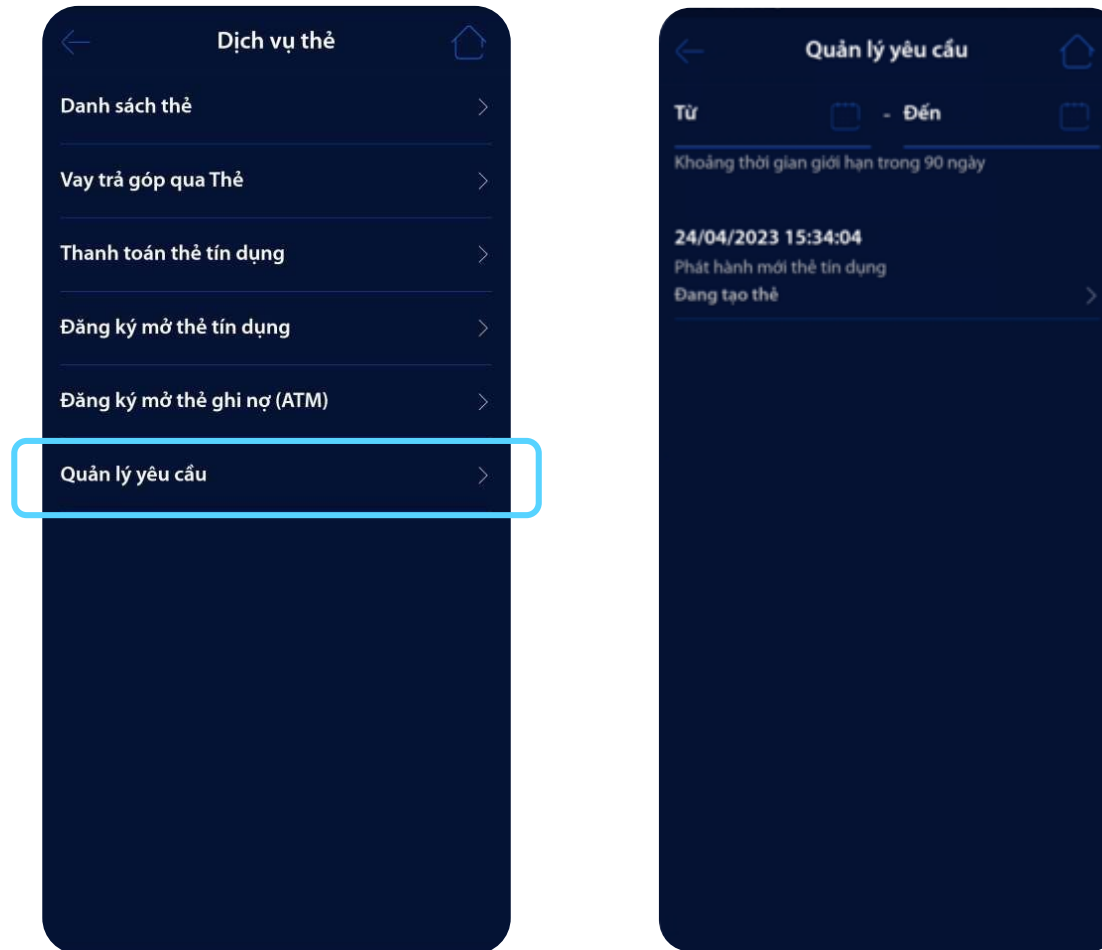 Dịch vụ thẻ
Danh sách thẻ
Vay trả góp qua Thẻ
Thanh toán thẻ tín dụng
Đăng ký mở thẻ tín dụng
Đăng ký mở thẻ ghi nợ (ATM)
Quản lý yêu cầu
Quản lý yêu cầu
Từ - Đến
Khoảng thời gian giới hạn trong 90 ngày
24/04/2023 15:34:04
Phát hành mới thẻ tín dụng
Đang tạo thẻ